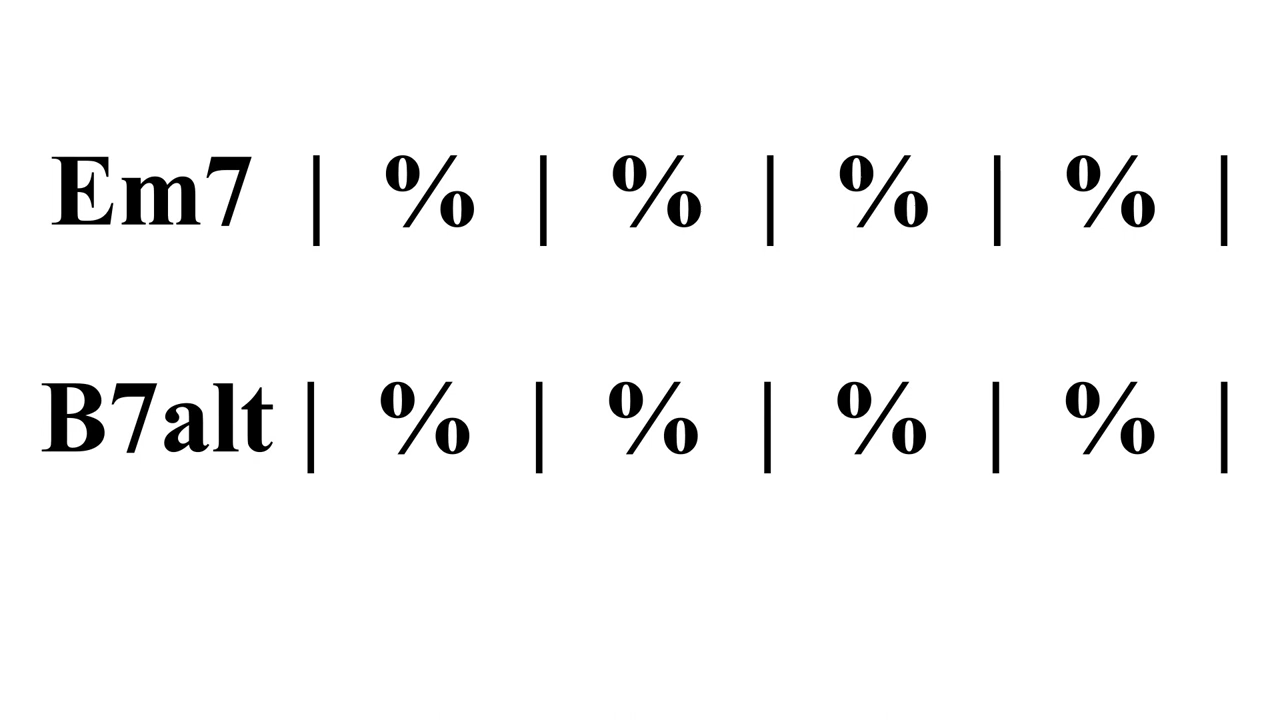 Em7 | % | % | % | % |
B7alt | % | % | % | % |